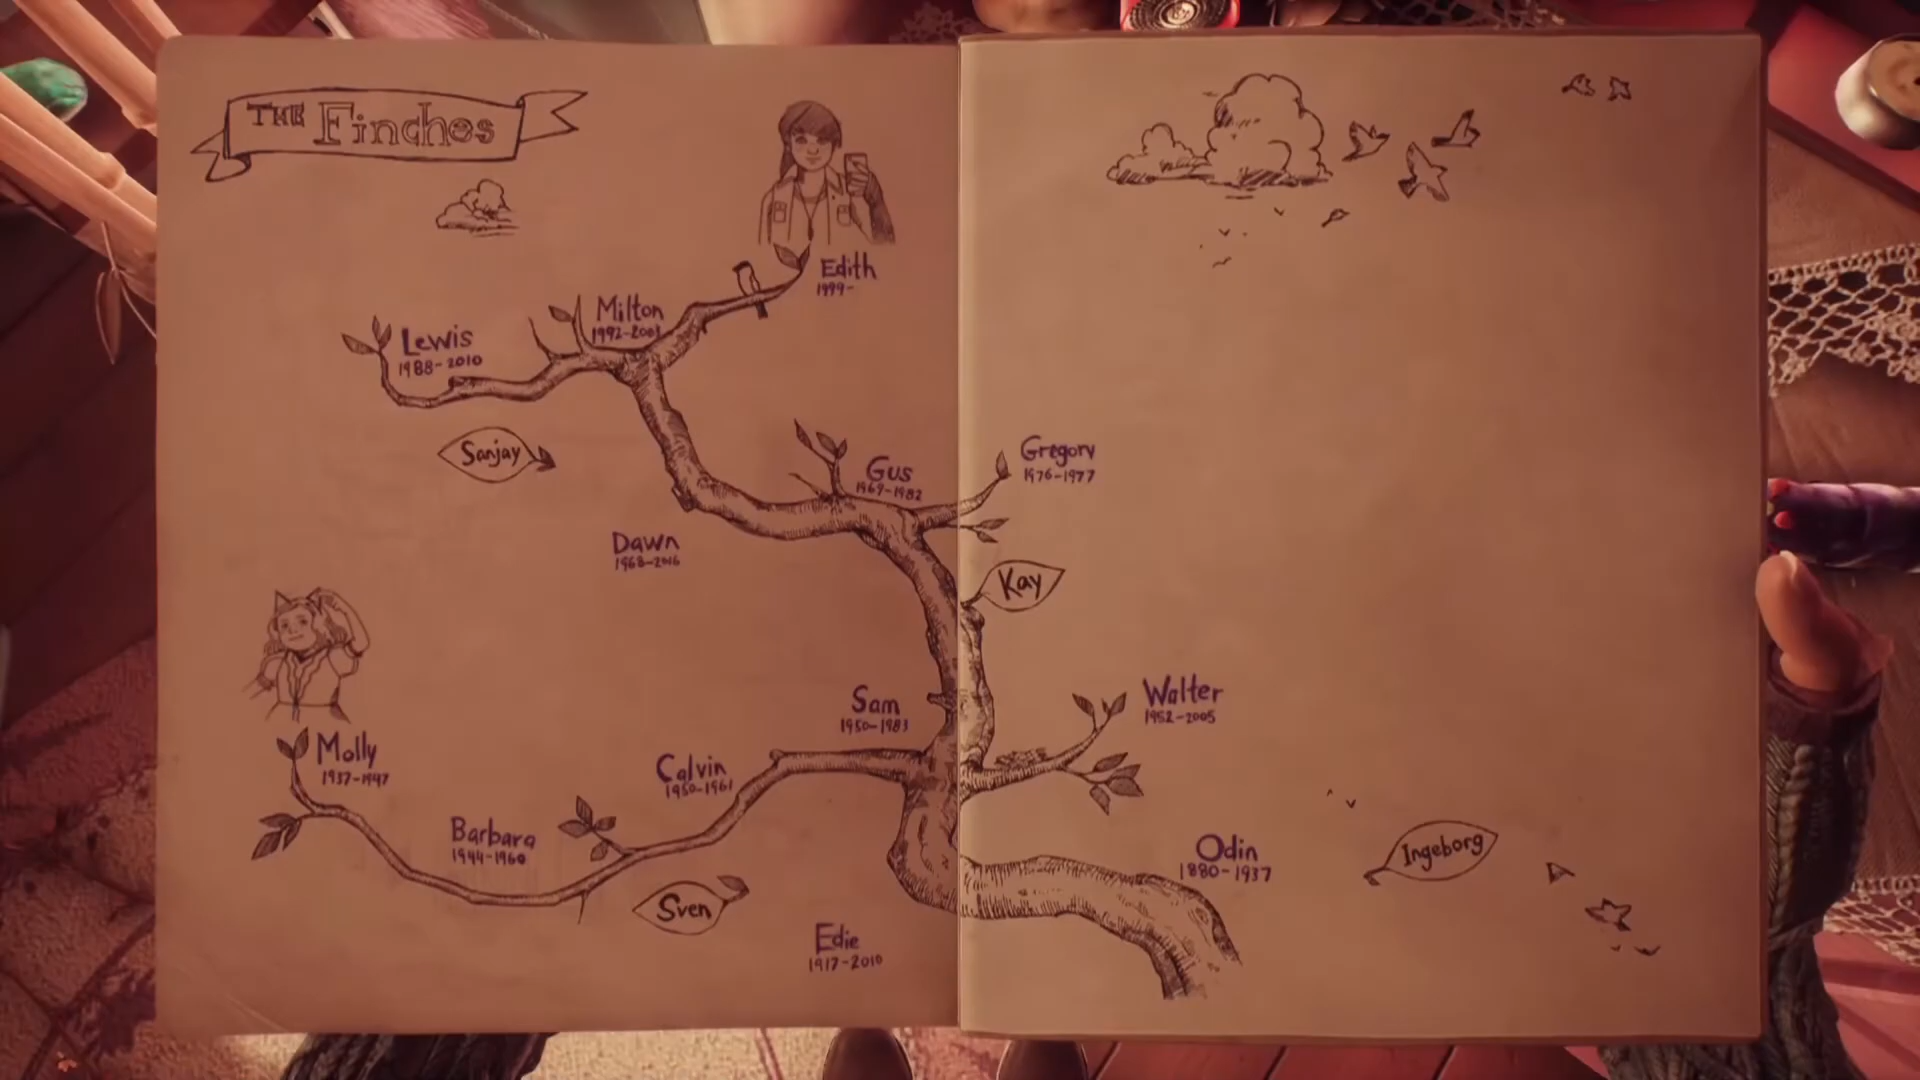 THE Finches
Edith
1999-
Milton
1992-2003
Lewis
1988-2010
Sanjay
Gus
1969-1982
Gregory
1976-1977
Dawn
1968-2016
Kay
Sam
1950-1983
Walter
1952-2005
Molly
1937-1947
Calvin
1950-1961
Barbara
1944-1960
Sven
Odin
1880-1937
Ingeborg
Edie
1917-2010